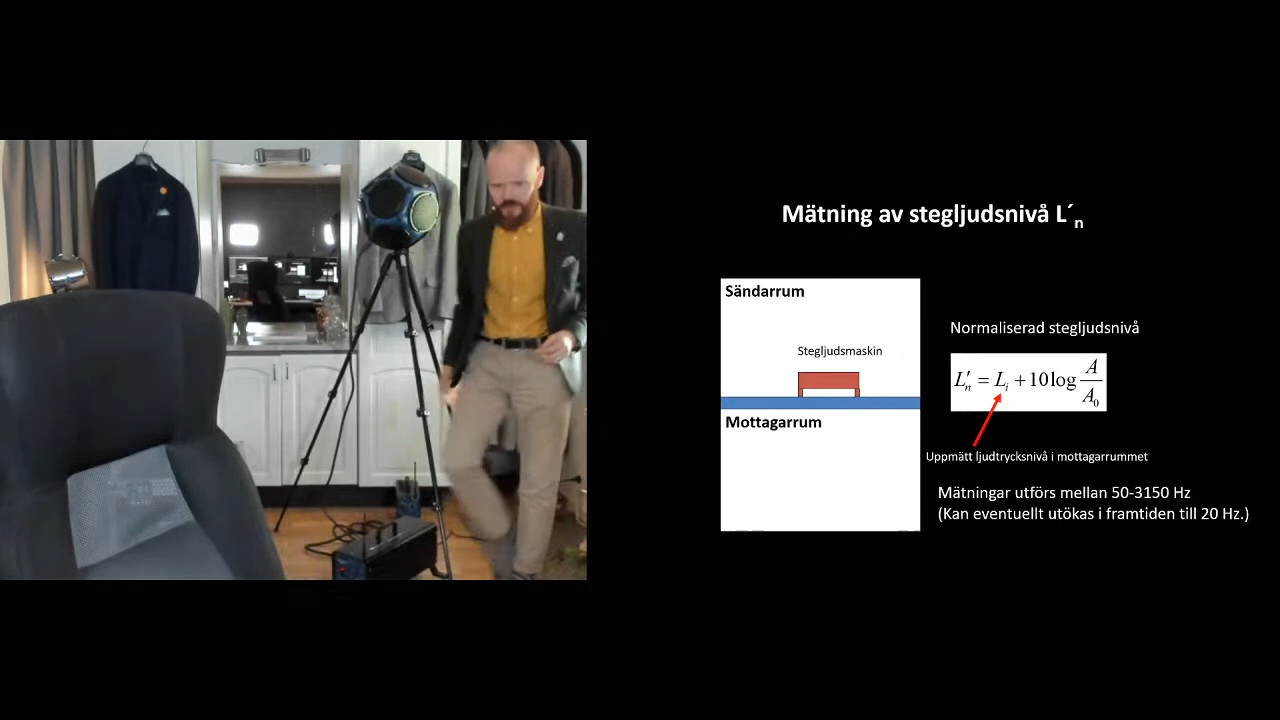 Mätning av stegljudsnivå L´n
Sändarrum
Stegljudsmaskin
Mottagarrum
Normaliserad stegljudsnivå
L′n = Li + 10 log A/A0
Uppmätt ljudtrycksnivå i mottagarrummet
Mätningar utförs mellan 50-3150 Hz
(Kan eventuellt utökas i framtiden till 20 Hz.)